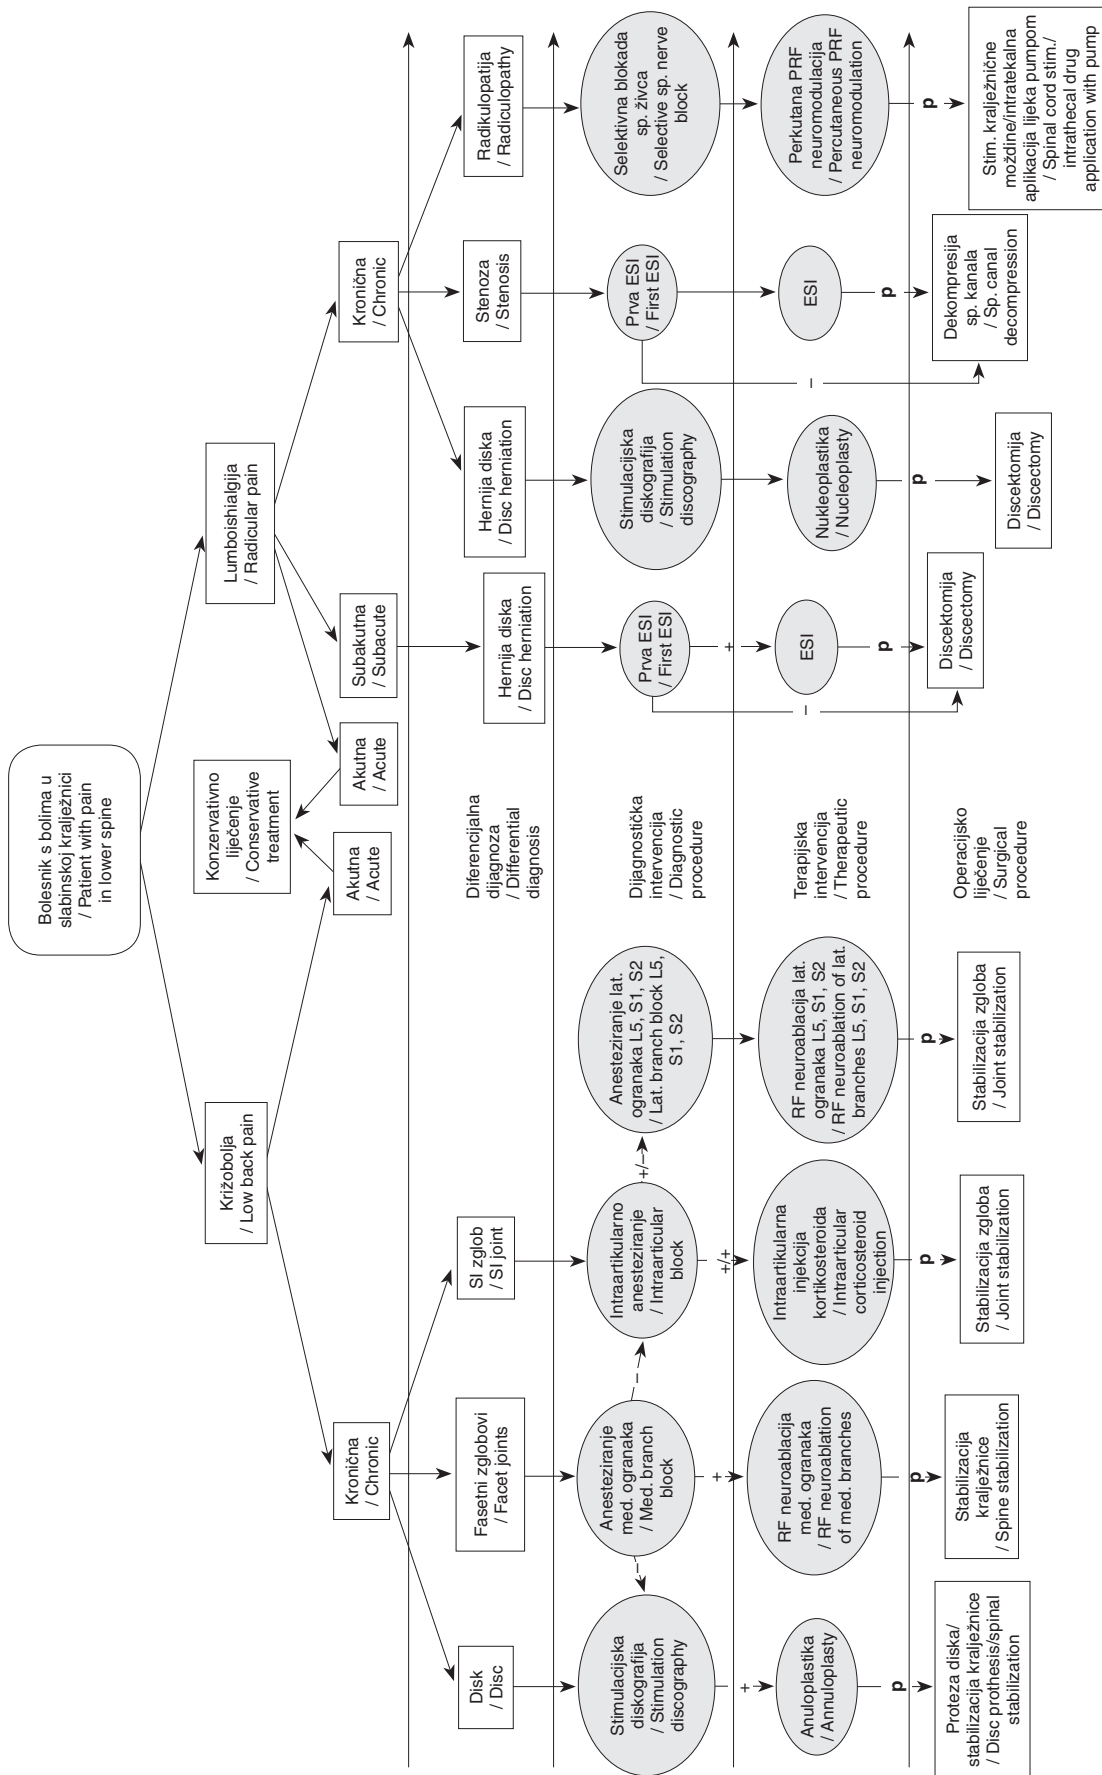 Bolesnik s bolima u
slabinskoj kralježnici
/ Patient with pain
in lower spine
Križobolja
/ Low back pain
Konzervativno
liječenje
/ Conservative
treatment
Lumboishialgija
/ Radicular pain
Kronična
/ Chronic
Akutna
/ Acute
Akutna
/ Acute
Subakutna
/ Subacute
Kronična
/ Chronic
Disk
/ Disc
Fasetni zglobovi
/ Facet joints
SI zglob
/ SI joint
Diferencijalna
dijagnoza
/ Differential
diagnosis
Hernija diska
/ Disc herniation
Hernija diska
/ Disc herniation
Stenoza
/ Stenosis
Radikulopatija
/ Radiculopathy
Stimulacijska
diskografija
/ Stimulation
discography
–
Anesteziranje
med. ogranaka
/ Med. branch
block
–
Intraartikularno
anesteziranje
/ Intraarticular
block
+/–
Anesteziranje lat.
ogranaka L5, S1, S2
/ Lat. branch block L5,
S1, S2
Dijagnostička
intervencija
/ Diagnostic
procedure
Prva ESI
/ First ESI
Stimulacijska
diskografija
/ Stimulation
discography
Prva ESI
/ First ESI
Selektivna blokada
sp. živca
/ Selective sp. nerve
block
+
+
+/+
+
–
–
Anuloplastika
/ Annuloplasty
RF neuroablacija
med. ogranaka
/ RF neuroablation
of med. branches
Intraartikularna
injekcija
kortikosteroida
/ Intraarticular
corticosteroid
injection
RF neuroablacija lat.
ogranaka L5, S1, S2
/ RF neuroablation of lat.
branches L5, S1, S2
Terapijska
intervencija
/ Therapeutic
procedure
ESI
Nukleoplastika
/ Nucleoplasty
ESI
Perkutana PRF
neuromodulacija
/ Percutaneous PRF
neuromodulation
p
p
p
p
p
p
p
p
Proteza diska/
stabilizacija kralježnice
/ Disc prothesis/spinal
stabilization
Stabilizacija
kralježnice
/ Spine stabilization
Stabilizacija zgloba
/ Joint stabilization
Stabilizacija zgloba
/ Joint stabilization
Operacijsko
liječenje
/ Surgical
procedure
Discektomija
/ Discectomy
Discektomija
/ Discectomy
Dekompresija
sp. kanala
/ Sp. canal
decompression
Stim. kralježnične
moždine/intratekalna
aplikacija lijeka pumpom
/ Spinal cord stim./
intrathecal drug
application with pump